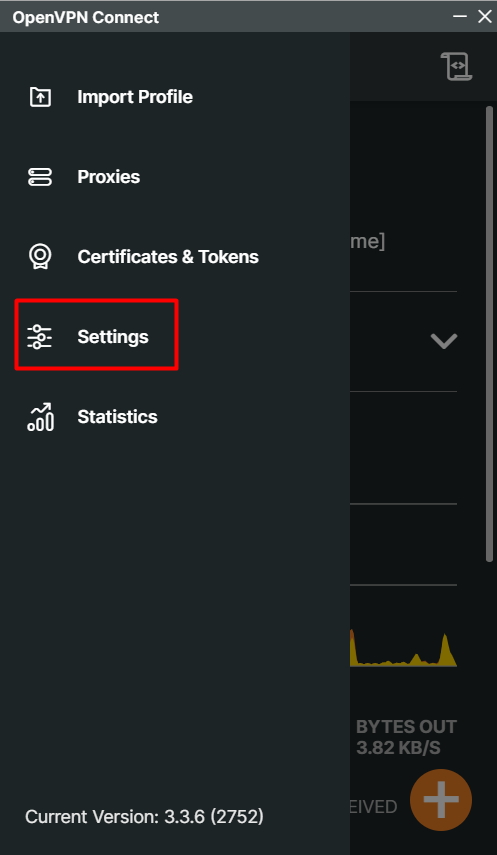 OpenVPN Connect
Import Profile
Proxies
Certificates & Tokens
me]
Settings
Statistics
BYTES OUT
3.82 KB/S
EIVED
Current Version: 3.3.6 (2752)